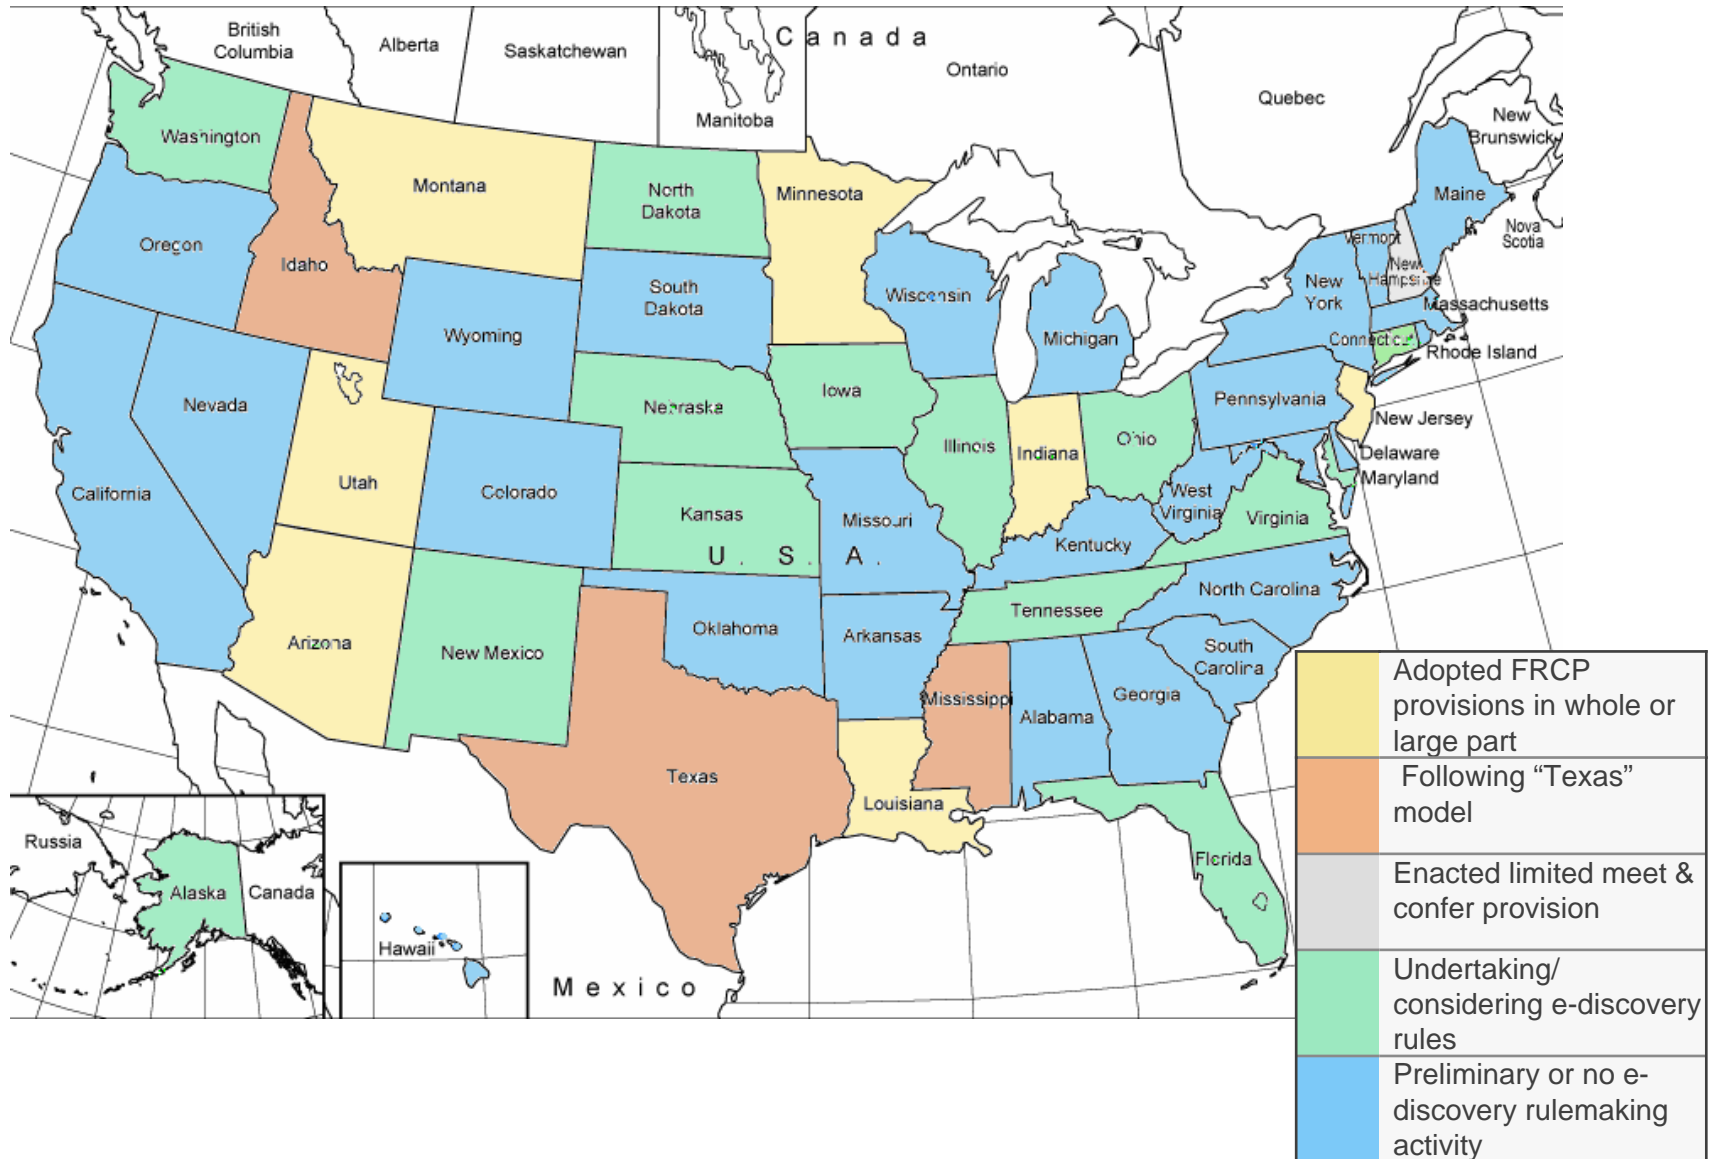 British
Columbia
Alberta
Saskatchewan
Manitoba
Canada
Ontario
Quebec
New
Brunswick
Nova
Scotia
Washington
Oregon
Idaho
Montana
North
Dakota
Minnesota
South
Dakota
Wyoming
Wisconsin
Michigan
Maine
Vermont
New
Hampshire
New
York
Massachusetts
Connecticut
Rhode Island
Nevada
California
Utah
Colorado
Nebraska
Iowa
Illinois
Indiana
Ohio
Pennsylvania
New Jersey
Delaware
Maryland
West
Virginia
Virginia
Kansas
Missouri
Kentucky
U. S. A.
Arizona
New Mexico
Oklahoma
Arkansas
Tennessee
North Carolina
South
Carolina
Georgia
Alabama
Mississippi
Texas
Louisiana
Florida
Russia
Alaska
Canada
Hawaii
Mexico
Adopted FRCP
provisions in whole or
large part
Following “Texas”
model
Enacted limited meet &
confer provision
Undertaking/
considering e-discovery
rules
Preliminary or no e-
discovery rulemaking
activity